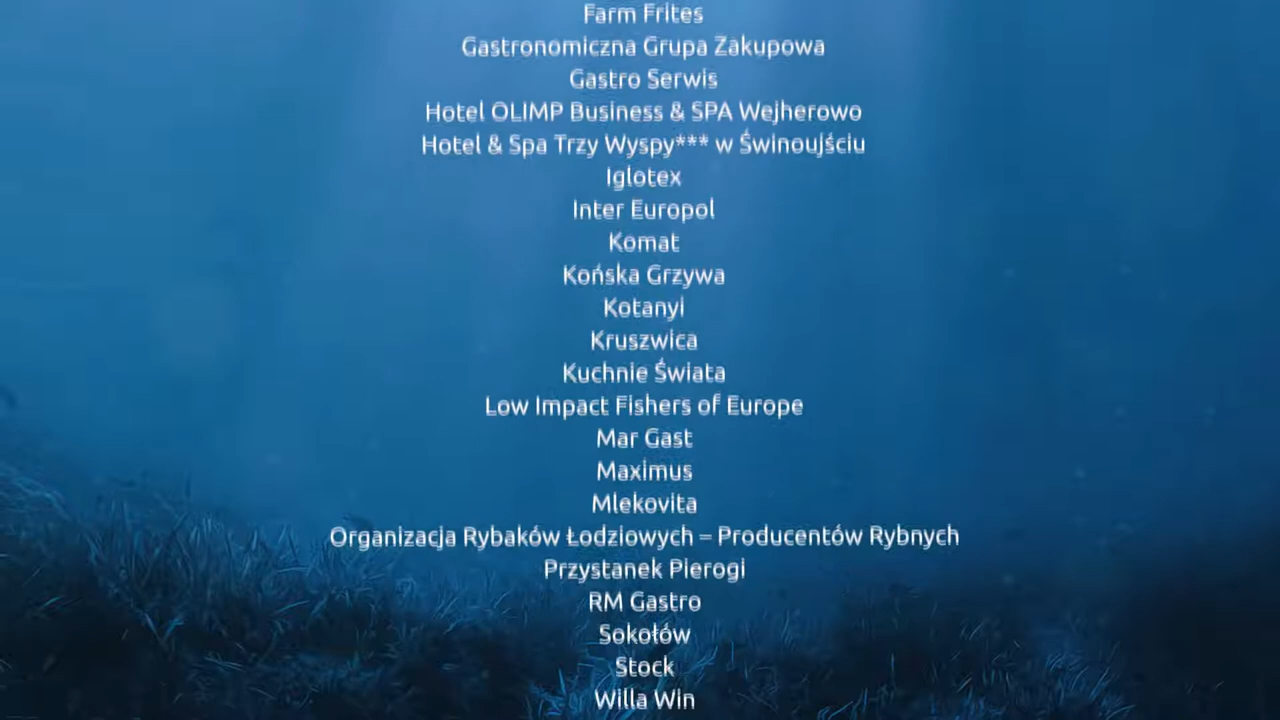 Farm Frites
Gastronomiczna Grupa Zakupowa
Gastro Serwis
Hotel OLIMP Business & SPA Wejherowo
Hotel & Spa Trzy Wyspy*** w Świnoujściu
Iglotex
Inter Europol
Komat
Końska Grzywa
Kotanyi
Kruszwica
Kuchnie Świata
Low Impact Fishers of Europe
Mar Gast
Maximus
Mlekovita
Organizacja Rybaków Łodziowych – Producentów Rybnych
Przystanek Pierogi
RM Gastro
Sokołów
Stock
Willa Win